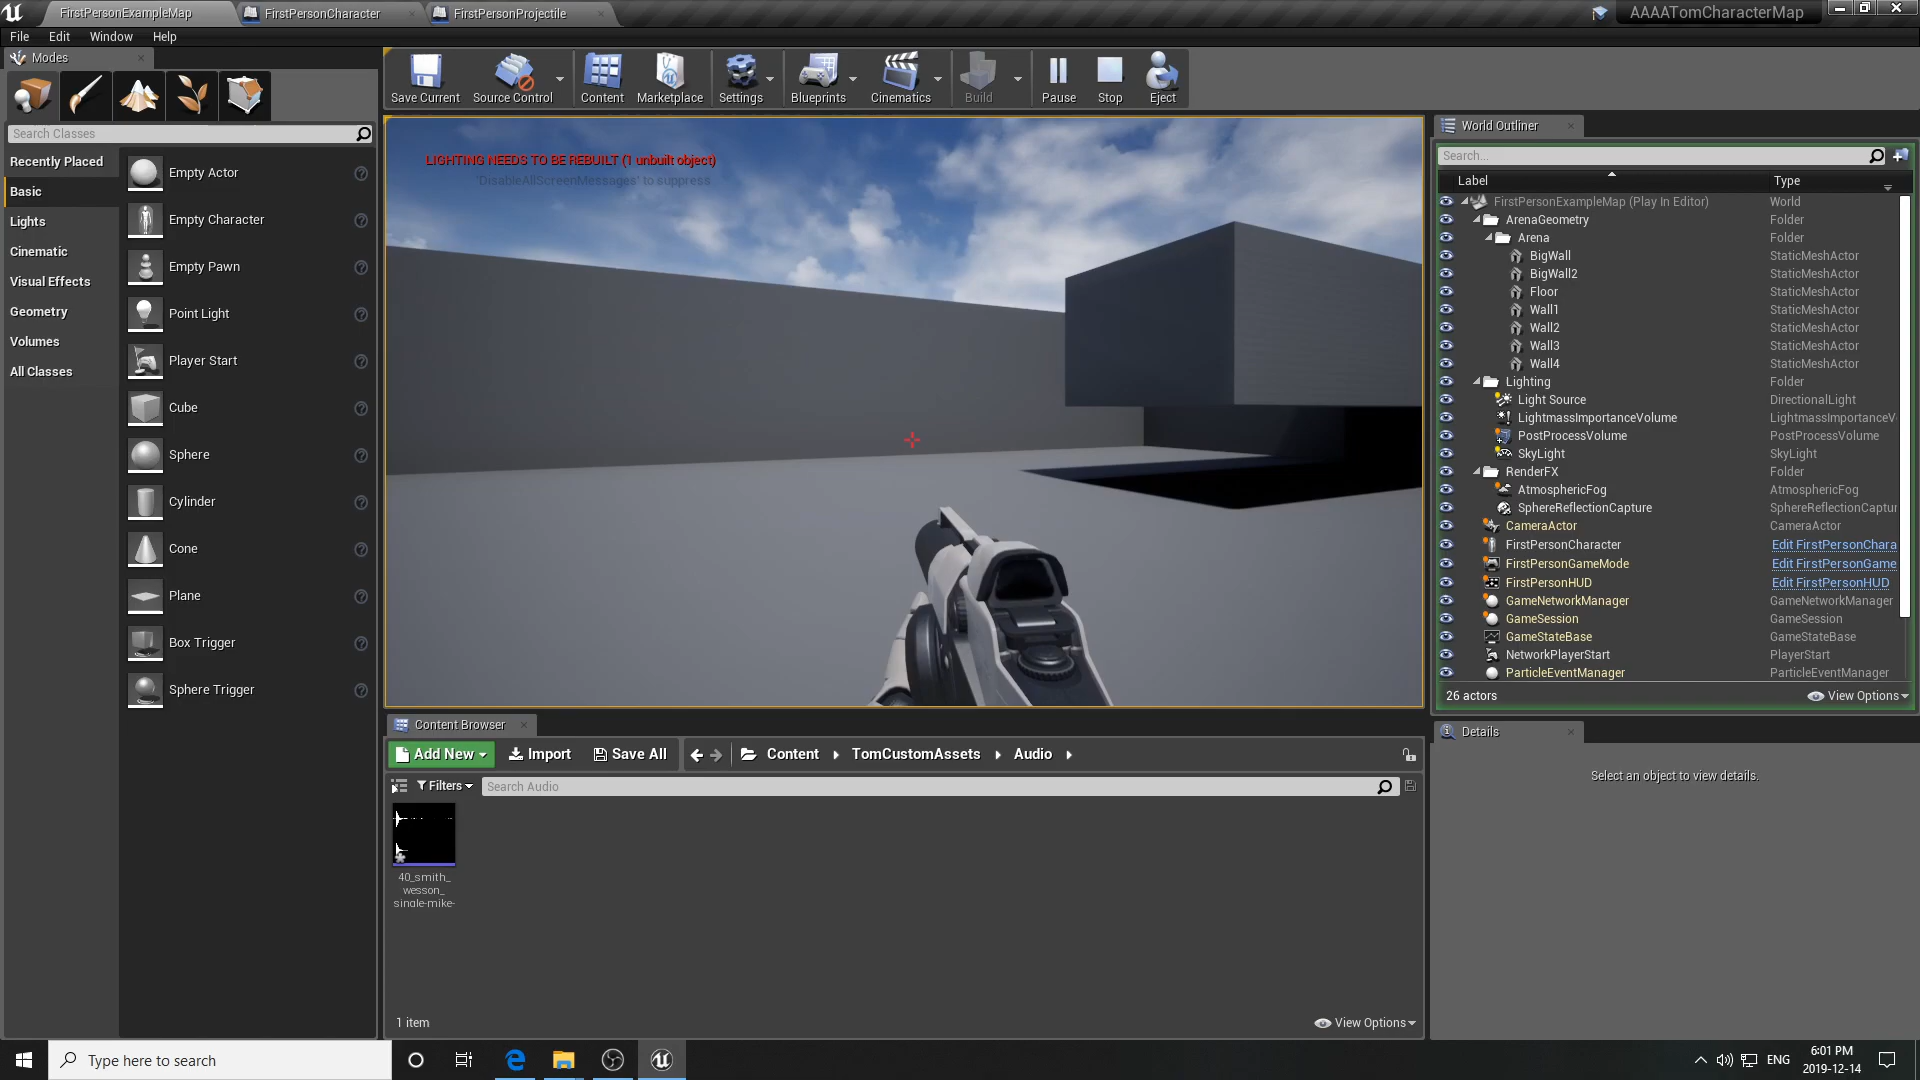 FirstPersonExampleMap
FirstPersonCharacter
FirstPersonProjectile
AAAATomCharacterMap
File Edit Window Help
Modes
Save Current
Source Control
Content
Marketplace
Settings
Blueprints
Cinematics
Build
Pause
Stop
Eject
Search Classes
Recently Placed
Basic
Lights
Cinematic
Visual Effects
Geometry
Volumes
All Classes
Empty Actor
Empty Character
Empty Pawn
Point Light
Player Start
Cube
Sphere
Cylinder
Cone
Plane
Box Trigger
Sphere Trigger
LIGHTING NEEDS TO BE REBUILT (1 unbuilt object)
'DisableAllScreenMessages' to suppress
World Outliner
Search...
Label Type
FirstPersonExampleMap (Play In Editor) World
ArenaGeometry Folder
Arena Folder
BigWall StaticMeshActor
BigWall2 StaticMeshActor
Floor StaticMeshActor
Wall1 StaticMeshActor
Wall2 StaticMeshActor
Wall3 StaticMeshActor
Wall4 StaticMeshActor
Lighting Folder
Light Source DirectionalLight
LightmassImportanceVolume LightmassImportanceV
PostProcessVolume PostProcessVolume
SkyLight SkyLight
RenderFX Folder
AtmosphericFog AtmosphericFog
SphereReflectionCapture SphereReflectionCaptur
CameraActor CameraActor
FirstPersonCharacter Edit FirstPersonChara
FirstPersonGameMode Edit FirstPersonGame
FirstPersonHUD Edit FirstPersonHUD
GameNetworkManager GameNetworkManager
GameSession GameSession
GameStateBase GameStateBase
NetworkPlayerStart PlayerStart
ParticleEventManager ParticleEventManager
26 actors View Options
Content Browser
Add New Import Save All Content TomCustomAssets Audio
Filters Search Audio
40_smith_
wesson_
single-mike-
1 item View Options
Details
Select an object to view details.
Type here to search
ENG
6:01 PM
2019-12-14